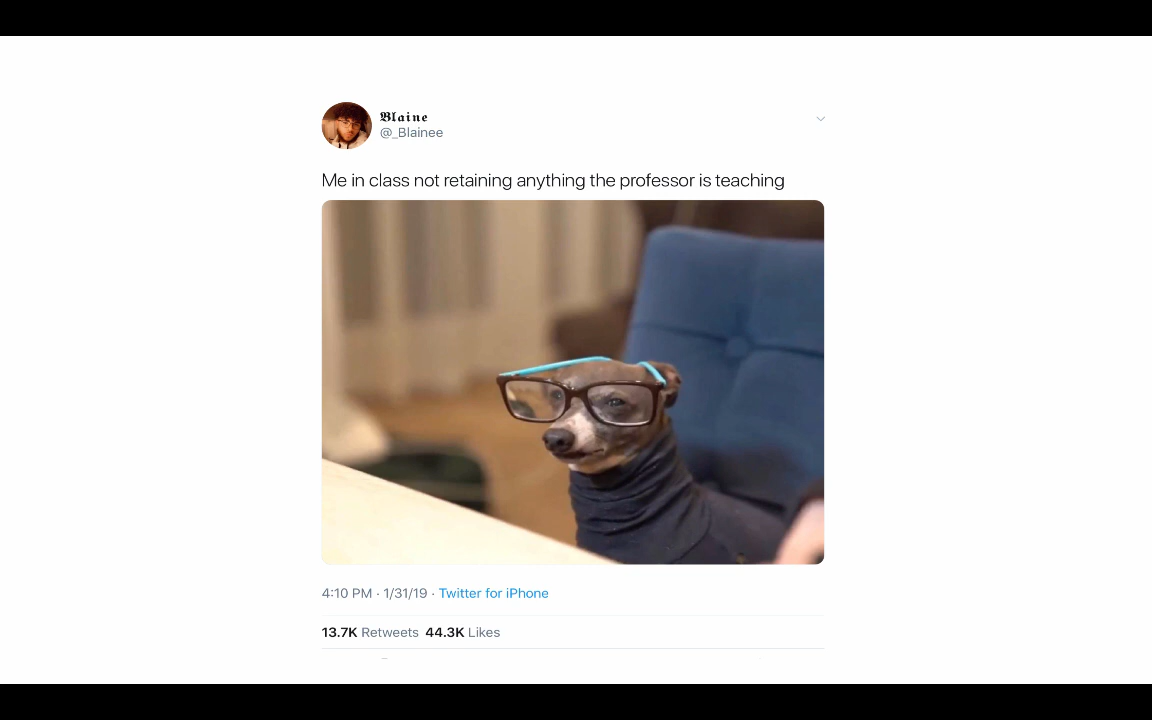 𝕭𝖑𝖆𝖎𝖓𝖊
@_Blainee
Me in class not retaining anything the professor is teaching
4:10 PM · 1/31/19 · Twitter for iPhone
13.7K Retweets 44.3K Likes